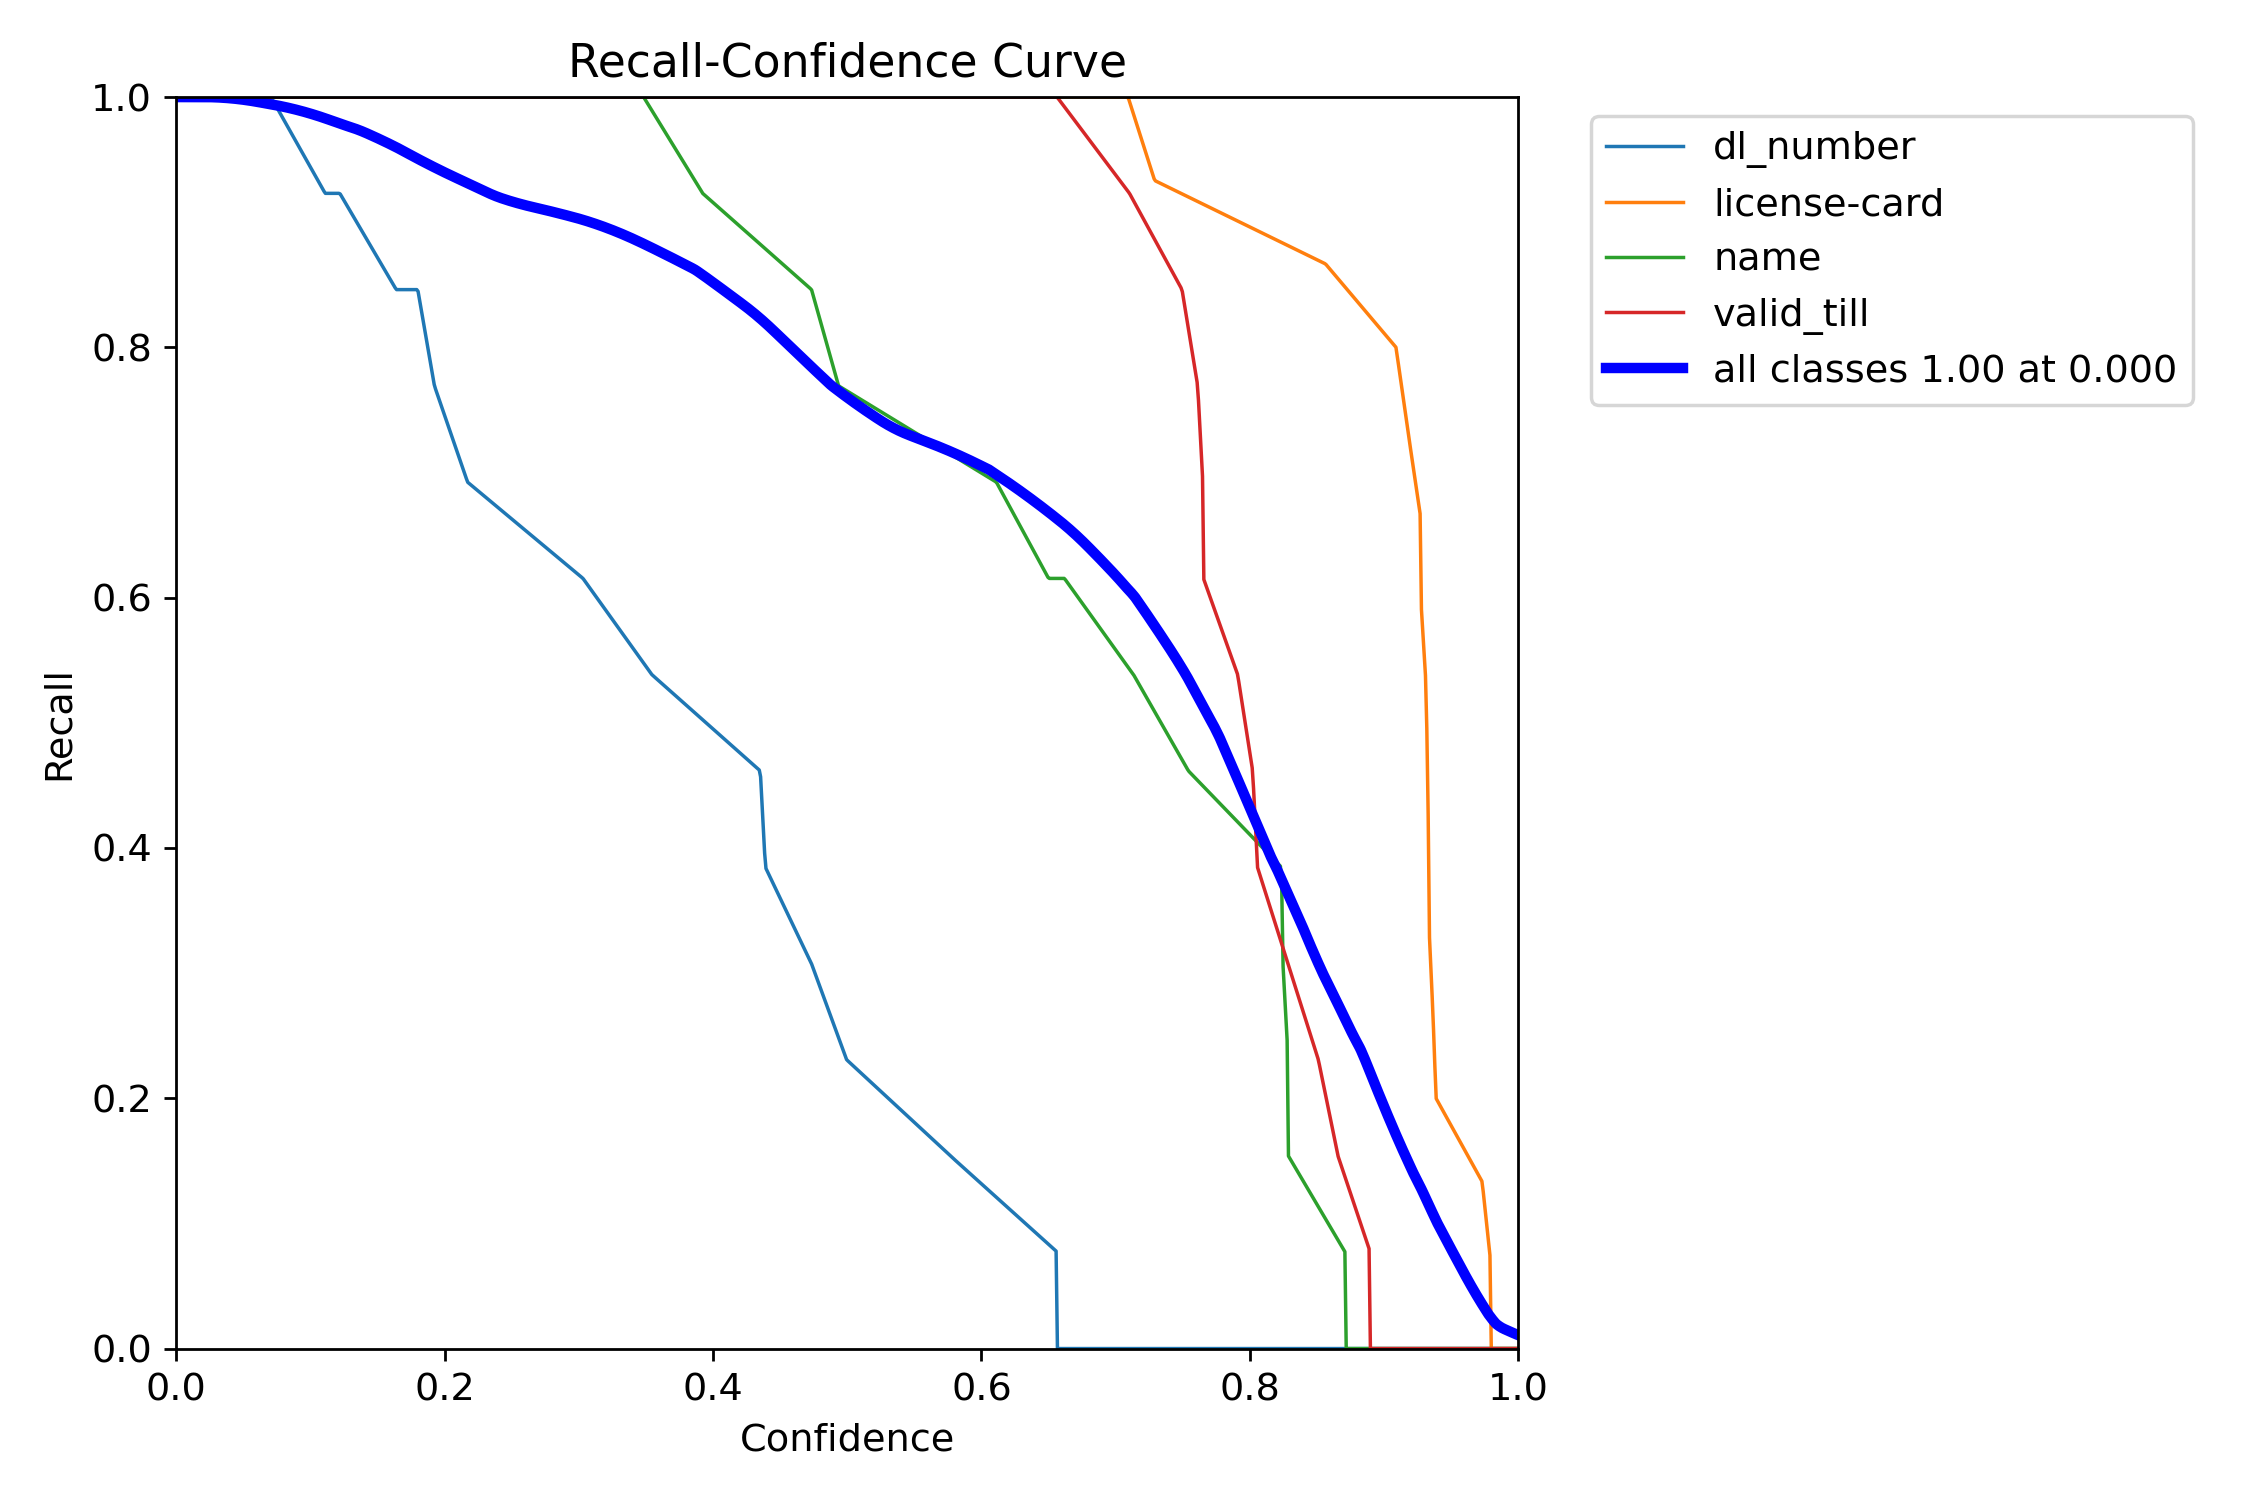 Recall-Confidence Curve
1.0
0.8
0.6
0.4
0.2
0.0
Recall
0.0 0.2 0.4 0.6 0.8 1.0
Confidence
dl_number
license-card
name
valid_till
all classes 1.00 at 0.000